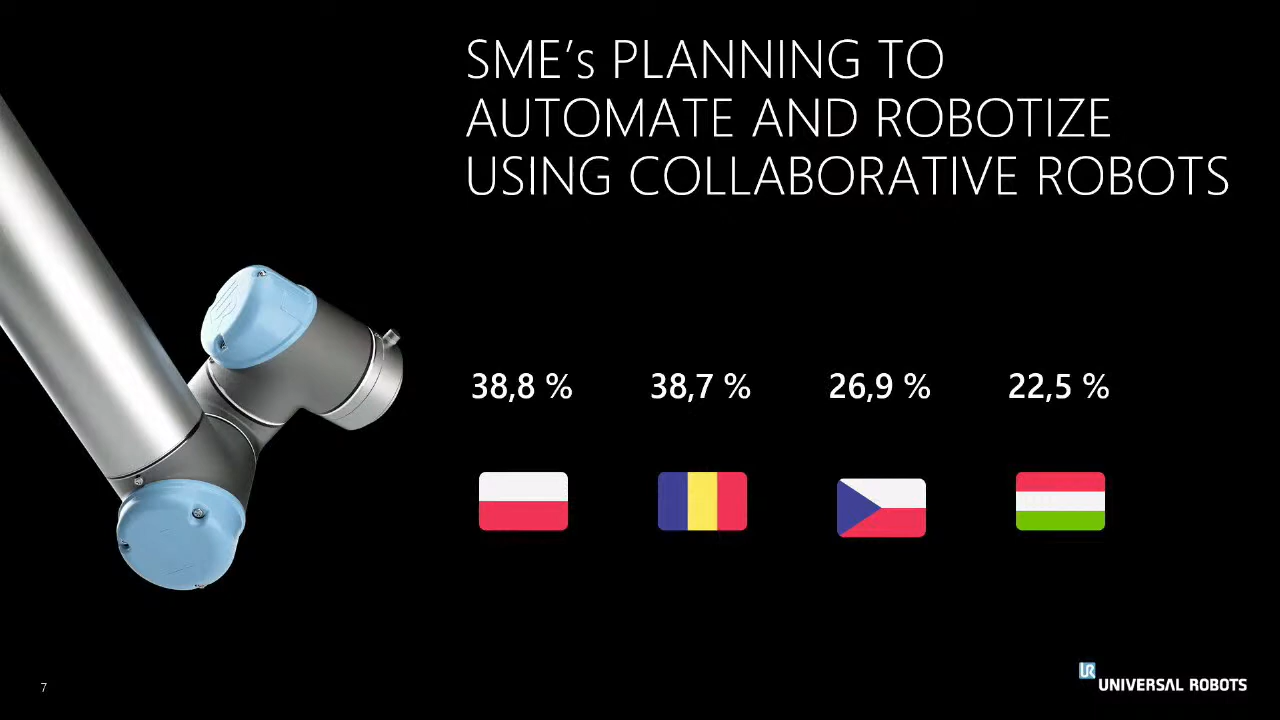 SME’s PLANNING TO
AUTOMATE AND ROBOTIZE
USING COLLABORATIVE ROBOTS
38,8 % 38,7 % 26,9 % 22,5 %
7
UR
UNIVERSAL ROBOTS